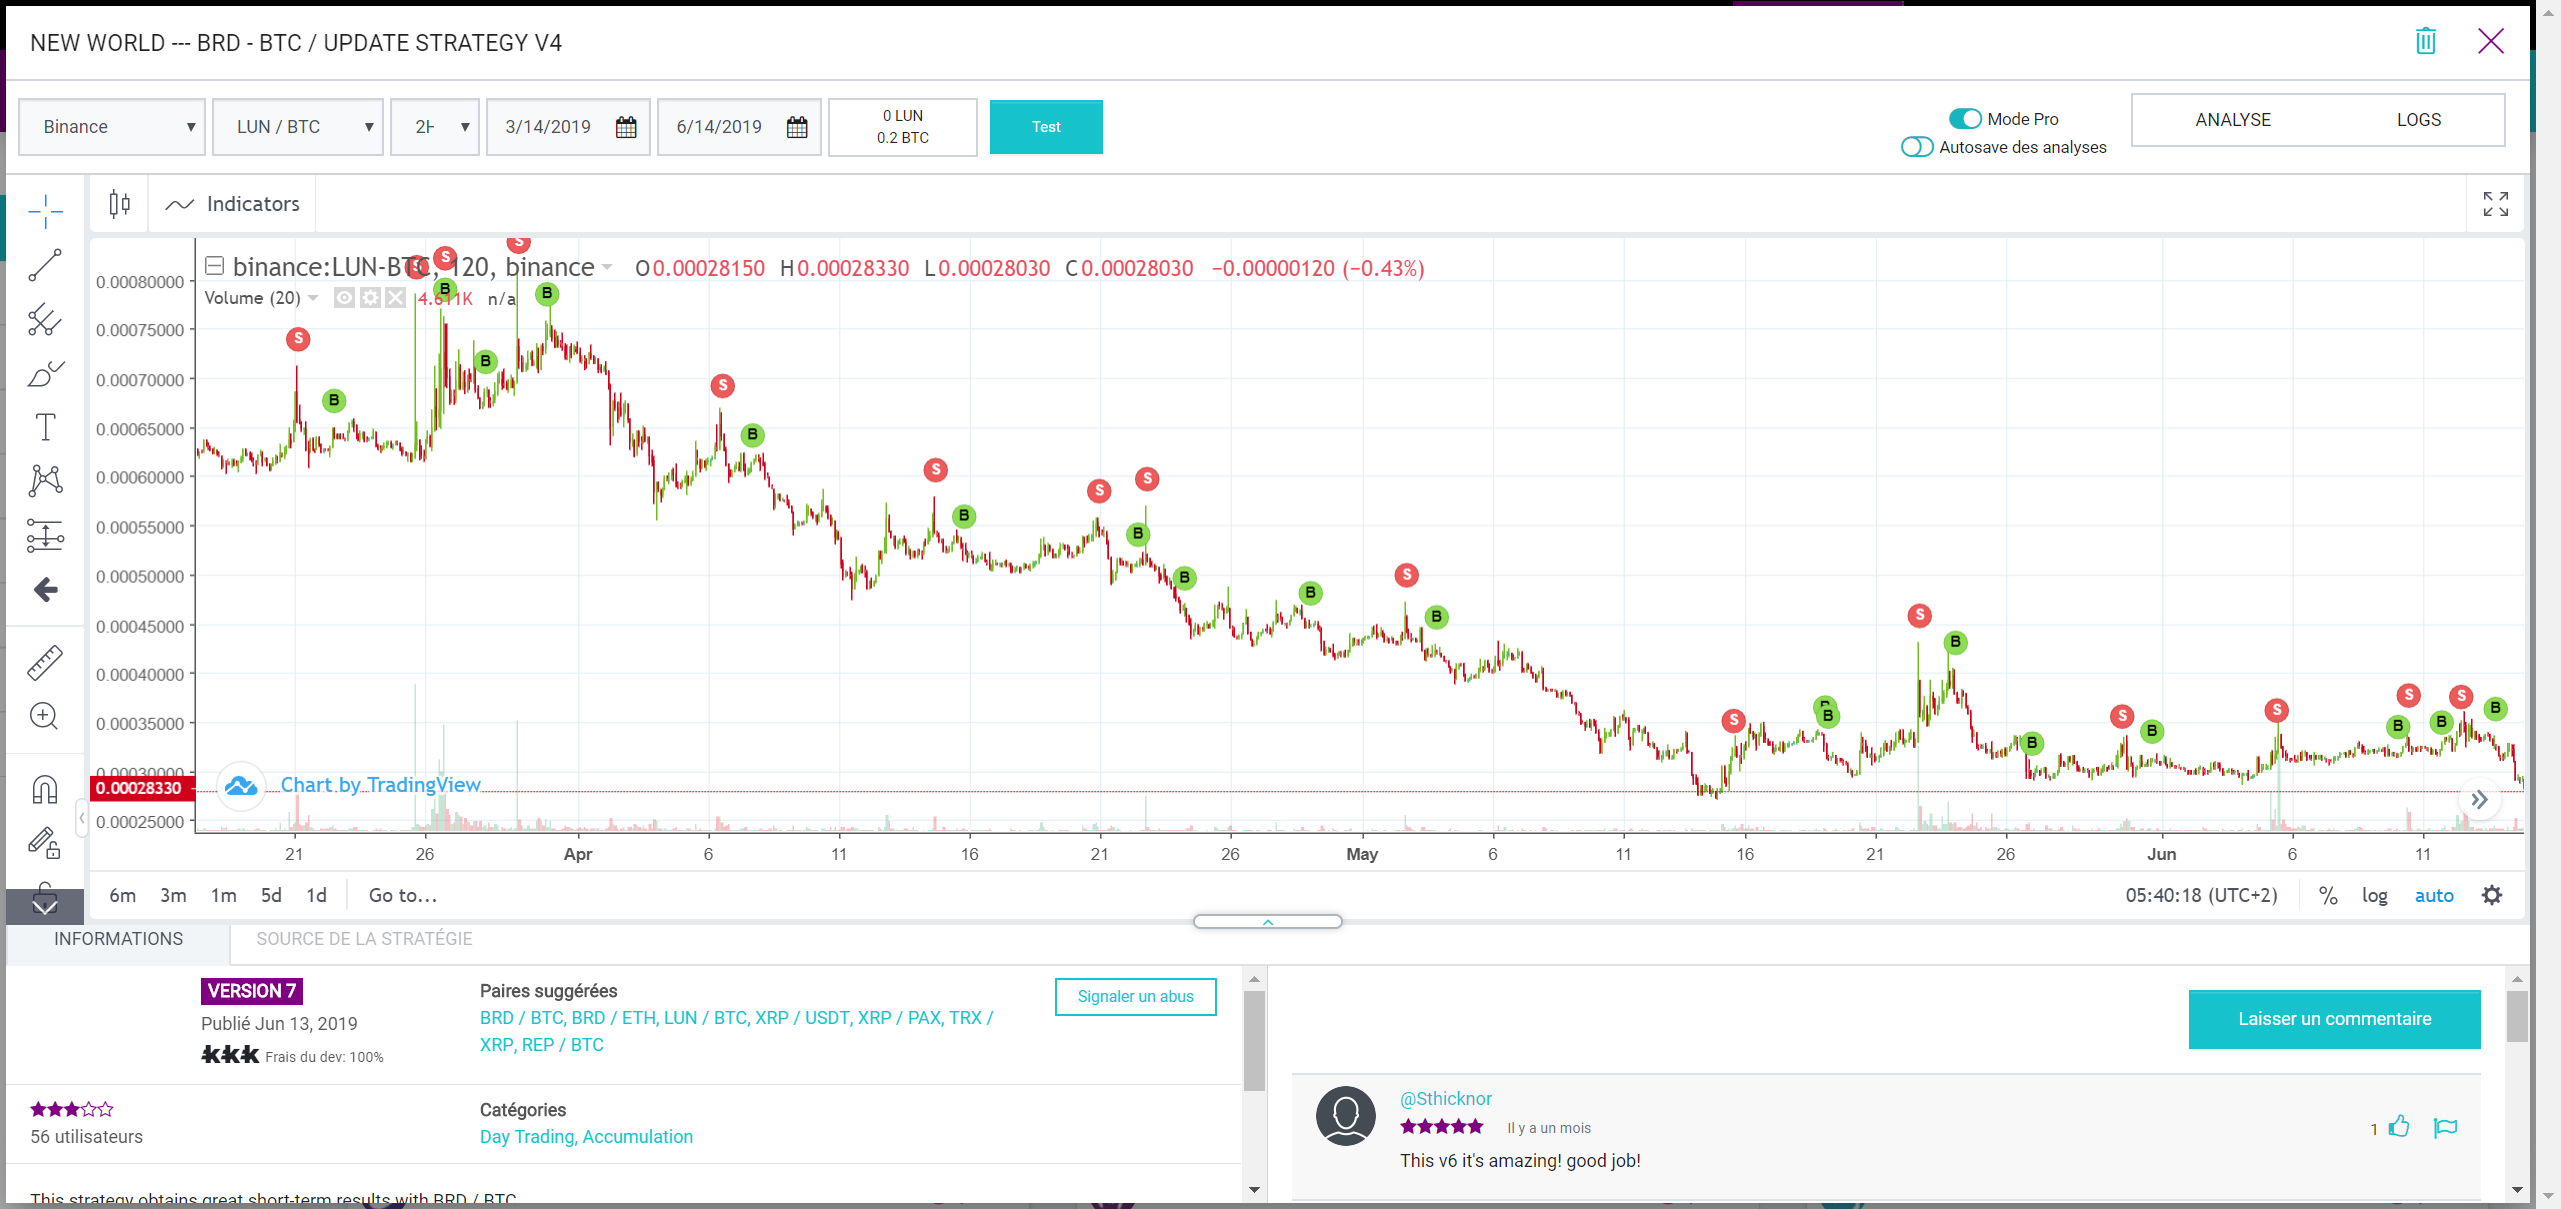 NEW WORLD --- BRD - BTC / UPDATE STRATEGY V4
Binance
LUN / BTC
2H
3/14/2019
6/14/2019
0 LUN
0.2 BTC
Test
Mode Pro
Autosave des analyses
ANALYSE
LOGS
Indicators
binance:LUN-BTC, 120, binance
O0.00028150 H0.00028330 L0.00028030 C0.00028030 −0.00000120 (−0.43%)
Volume (20)
4.611K n/a
0.00080000
0.00075000
0.00070000
0.00065000
0.00060000
0.00055000
0.00050000
0.00045000
0.00040000
0.00035000
0.00030000
0.00028330
0.00025000
S
S
S
S
B
B
B
B
S
B
S
B
S
S
B
B
B
S
B
S
B
B
S
B
B
S
B
S
S
B
S
B
B
Chart by TradingView
21 26 Apr 6 11 16 21 26 May 6 11 16 21 26 Jun 6 11
6m 3m 1m 5d 1d Go to...
05:40:18 (UTC+2) % log auto
INFORMATIONS
SOURCE DE LA STRATÉGIE
VERSION 7
Publié Jun 13, 2019
Frais du dev: 100%
Paires suggérées
BRD / BTC, BRD / ETH, LUN / BTC, XRP / USDT, XRP / PAX, TRX /
XRP, REP / BTC
Signaler un abus
56 utilisateurs
Catégories
Day Trading, Accumulation
This strategy obtains great short-term results with BRD / BTC
Laisser un commentaire
@Sthicknor
Il y a un mois
1
This v6 it's amazing! good job!